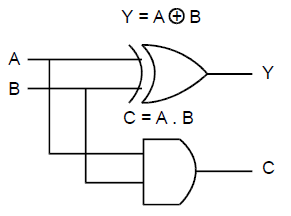 Y = A ⊕ B
A
Y
B
C = A . B
C